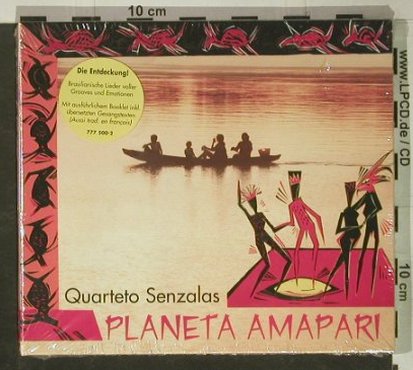 10 cm
Die Entdeckung!
Brasilianische Lieder voller
Grooves und Emotionen
Mit ausführlichem Booklet inkl.
übersetzten Gesangstexten
(Aussi trad. en français)
777 500-2
Quarteto Senzalas
PLANETA AMAPARI
www.LPCD.de / CD
10 cm